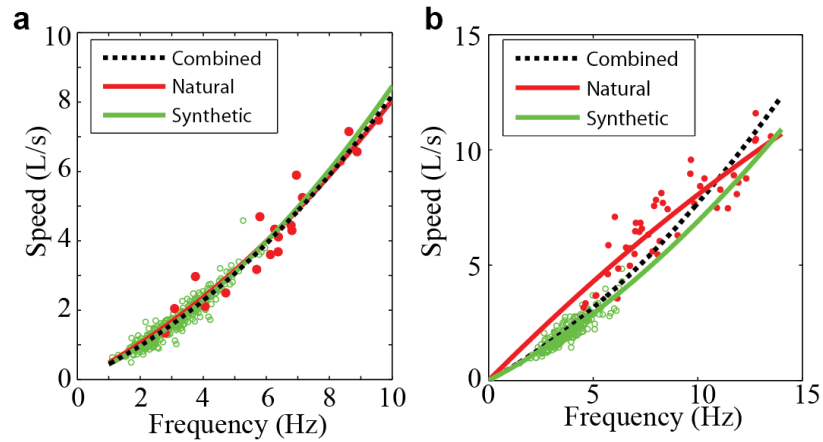 a
10
8
6
4
2
0
Speed (L/s)
Combined
Natural
Synthetic
2
4
6
8
10
Frequency (Hz)
b
15
10
5
0
Speed (L/s)
Combined
Natural
Synthetic
0
5
10
15
Frequency (Hz)